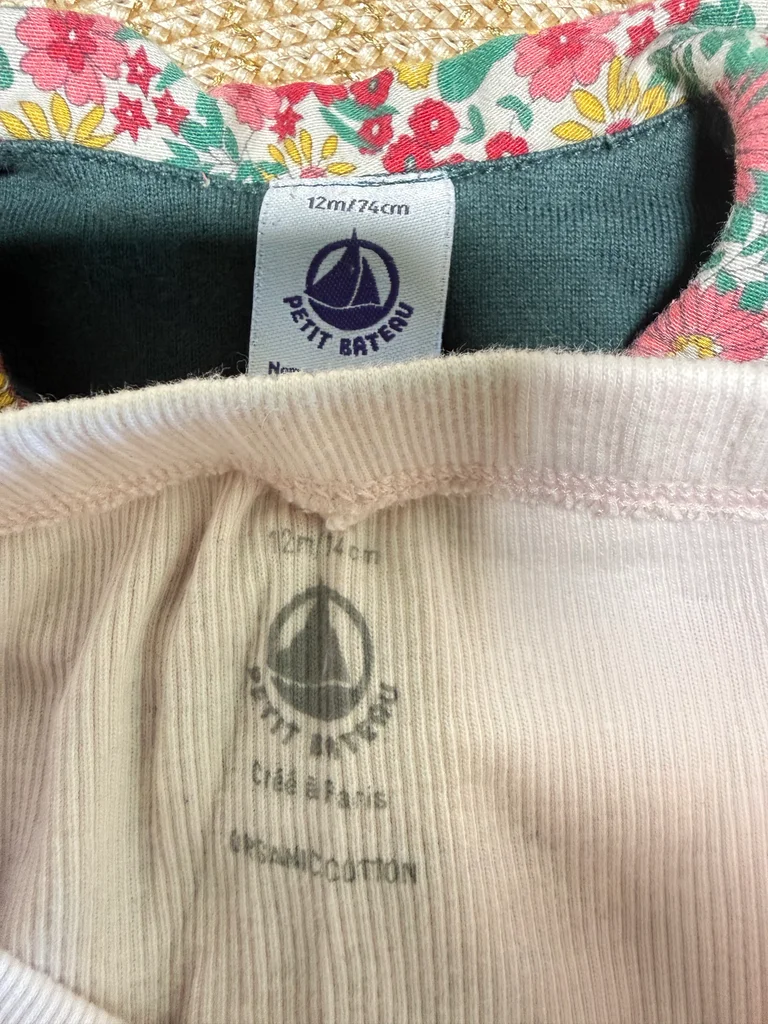 12m/74cm
PETIT BATEAU
12m/74cm
PETIT BATEAU
Créé à Paris
ORGANIC COTTON